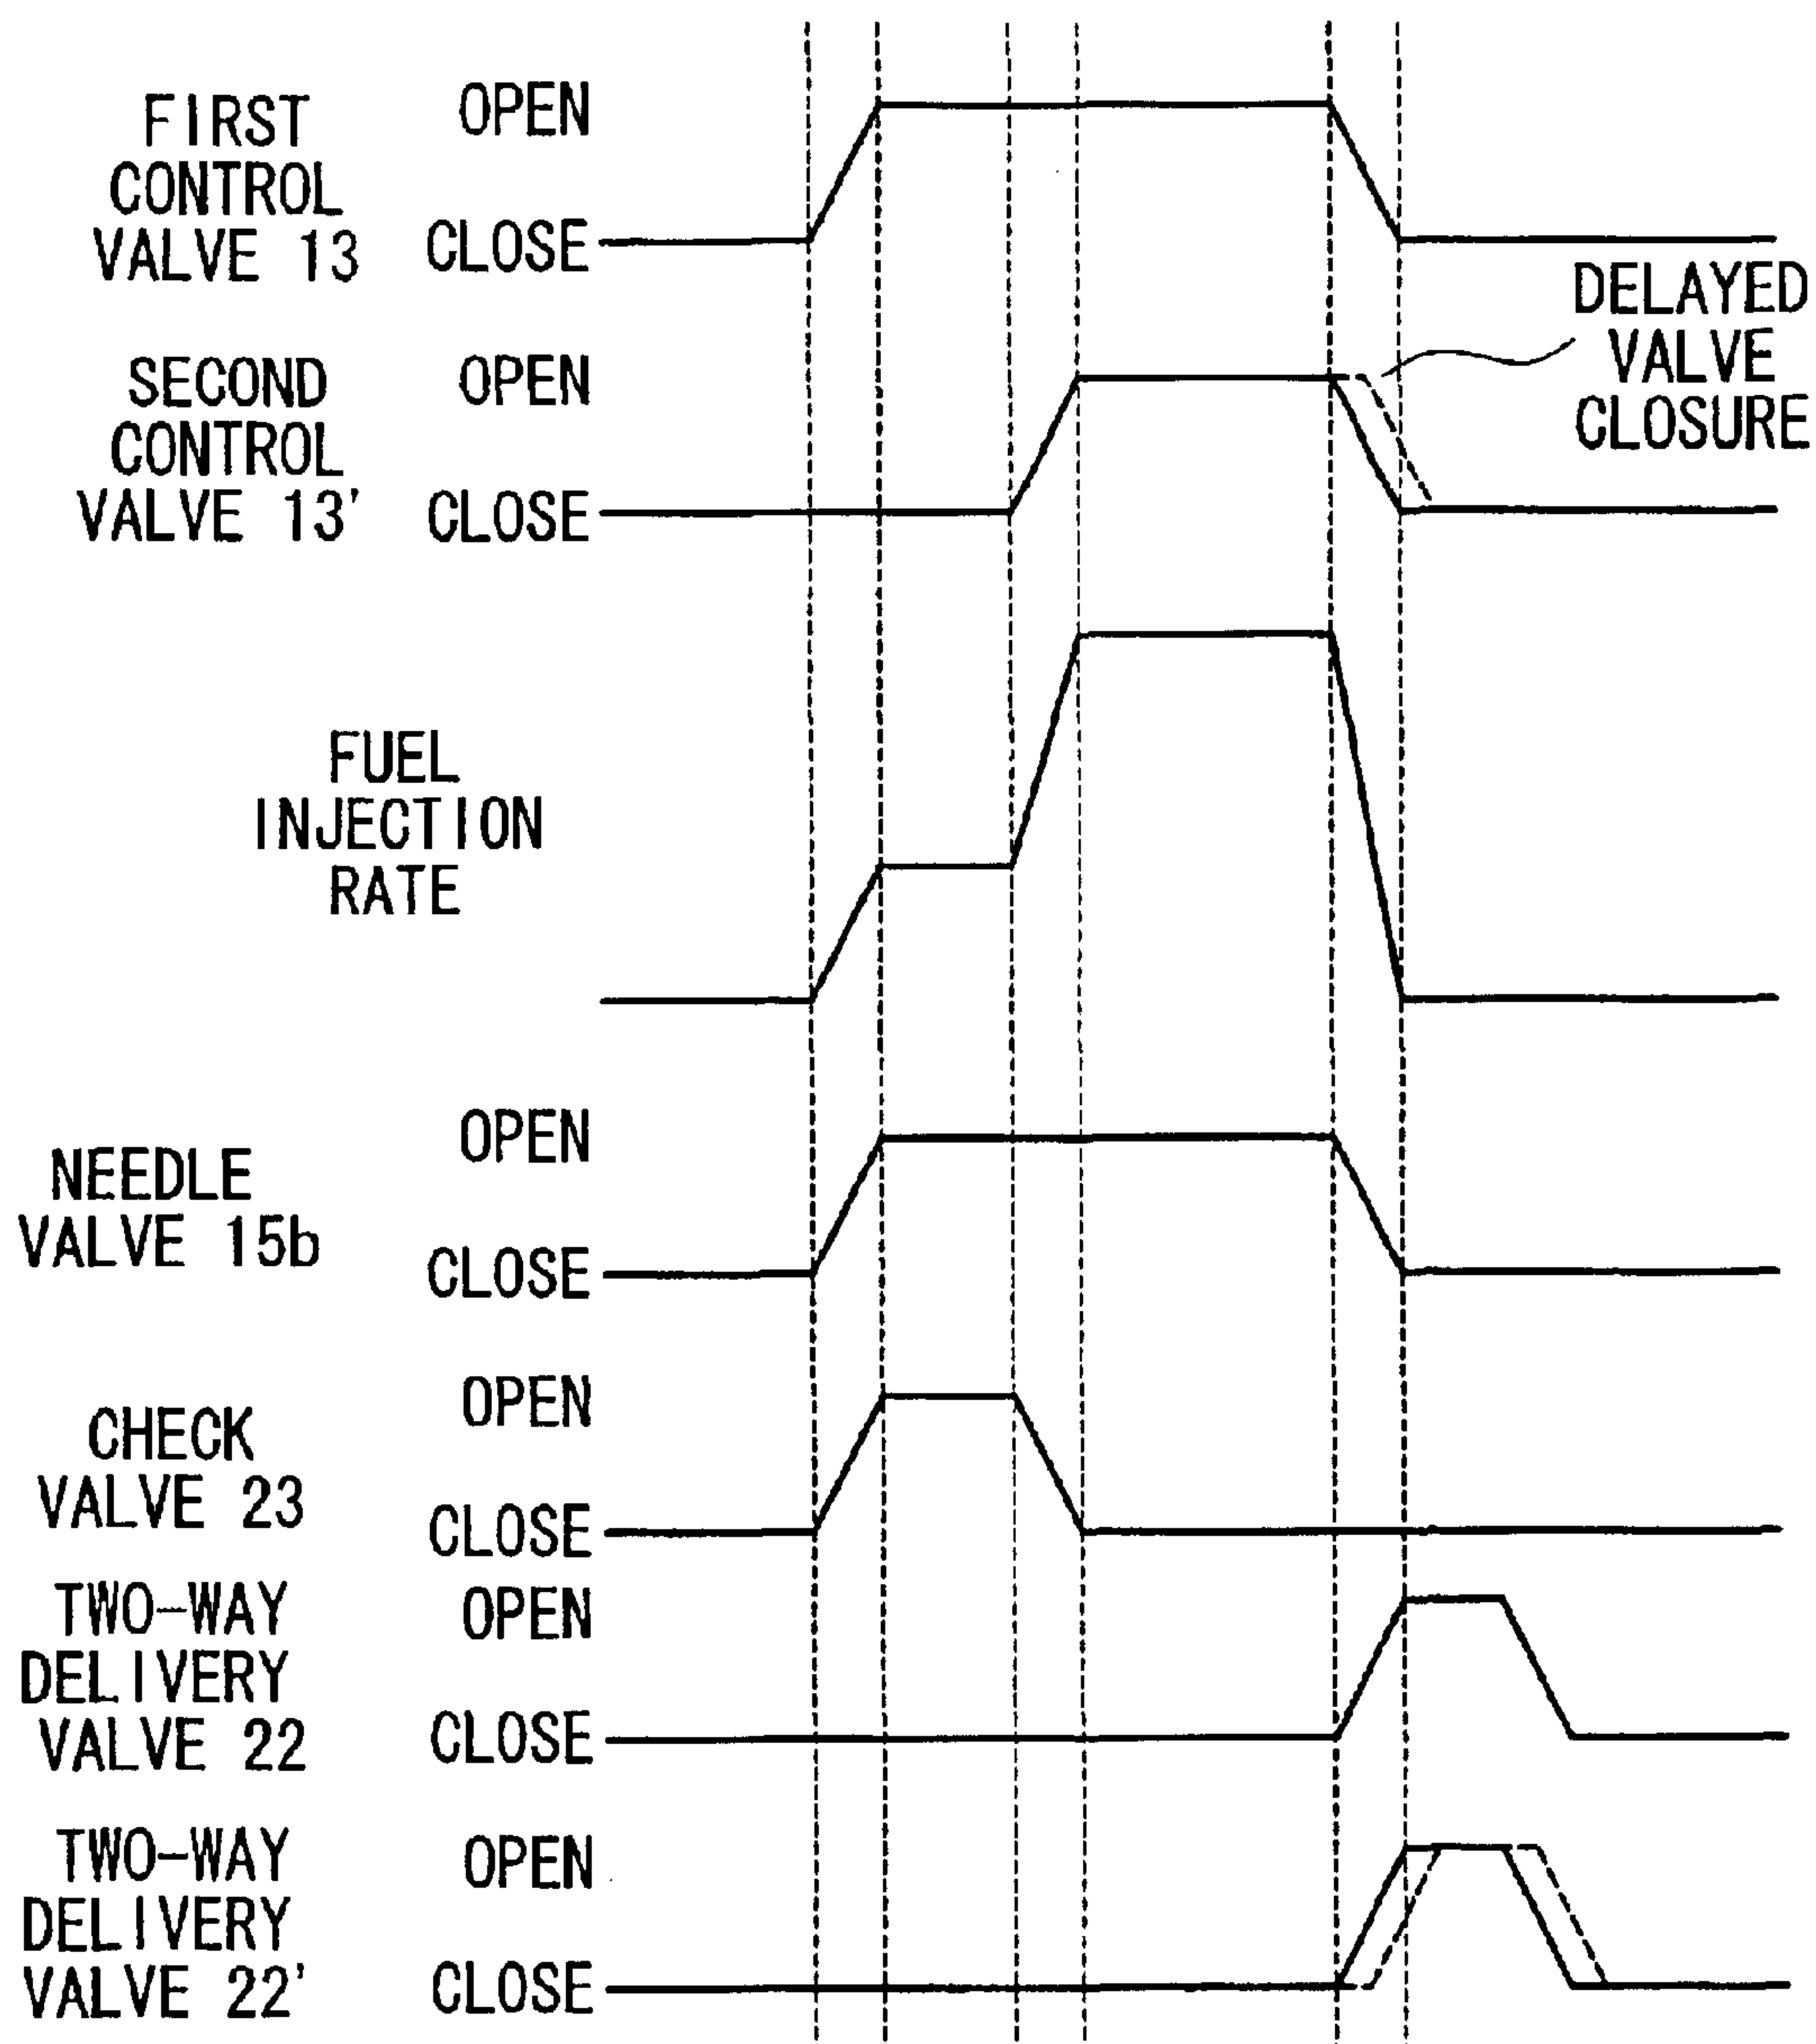 FIRST
CONTROL
VALVE 13
OPEN
CLOSE
DELAYED
VALVE
CLOSURE
SECOND
CONTROL
VALVE 13'
OPEN
CLOSE
FUEL
INJECTION
RATE
NEEDLE
VALVE 15b
OPEN
CLOSE
CHECK
VALVE 23
OPEN
CLOSE
TWO-WAY
DELIVERY
VALVE 22
OPEN
CLOSE
TWO-WAY
DELIVERY
VALVE 22'
OPEN
CLOSE